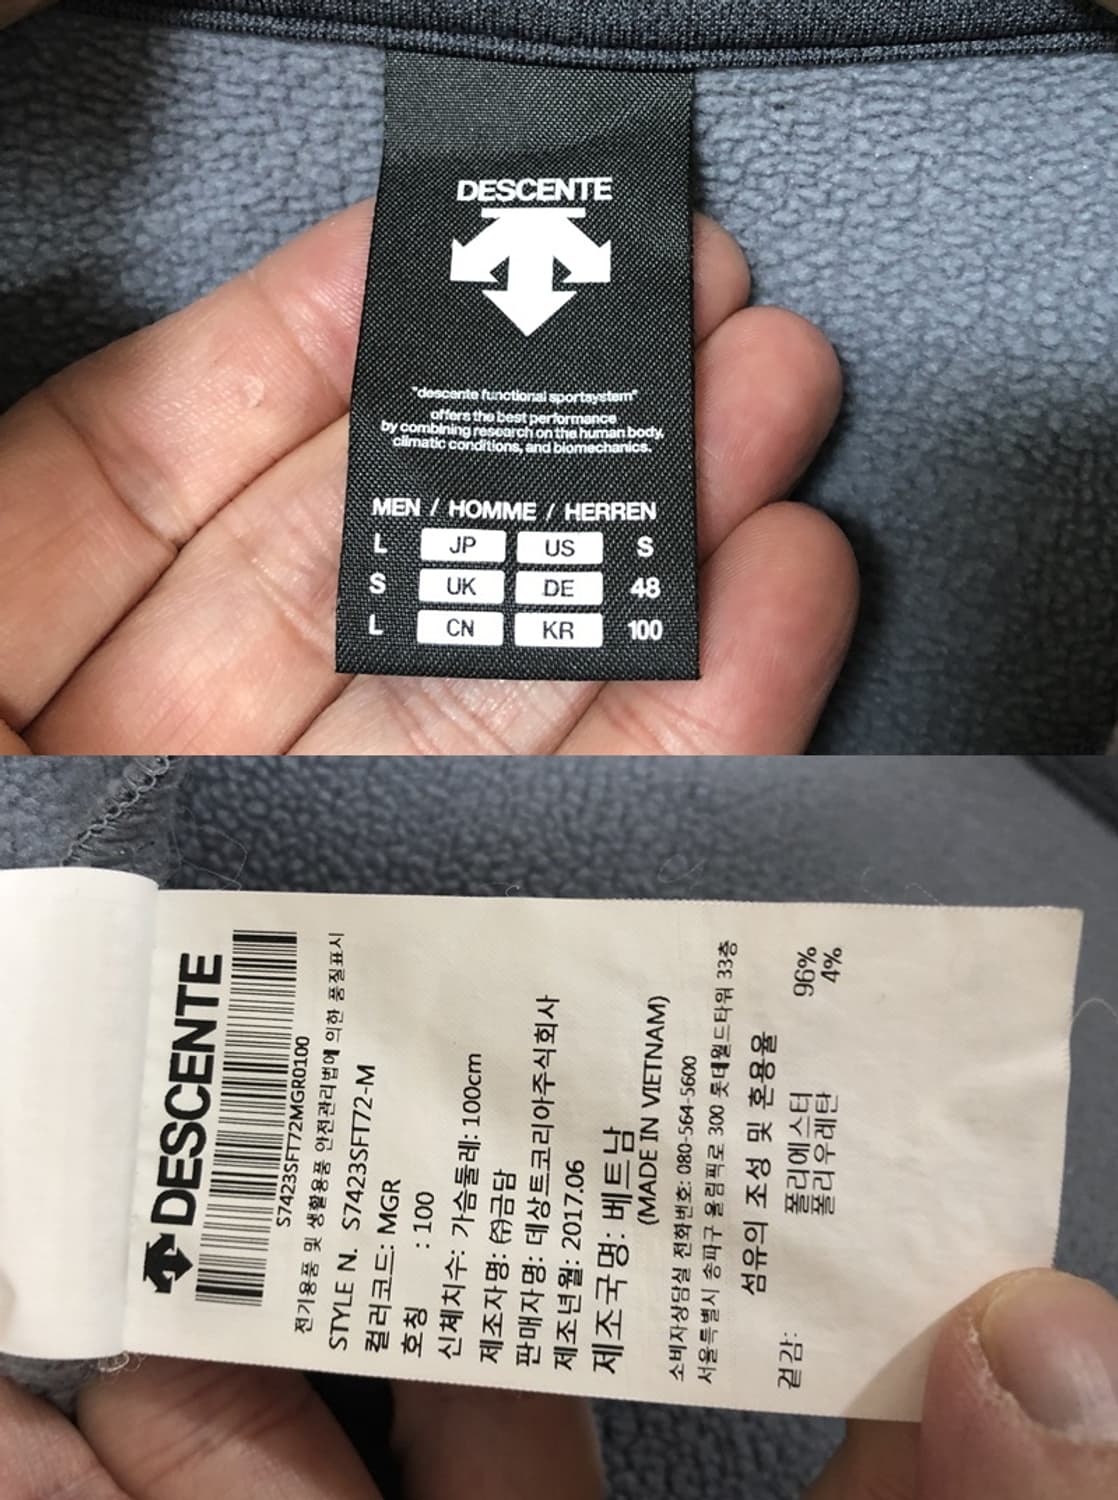 DESCENTE
"descente functional sportsystem"
offers the best performance
by combining research on the human body,
climatic conditions, and biomechanics.
MEN / HOMME / HERREN
L JP US S
S UK DE 48
L CN KR 100
DESCENTE
S7423SFT72MGR0100
전기용품 및 생활용품 안전관리법에 의한 품질표시
STYLE N. S7423SFT72-M
컬러코드: MGR
호칭 : 100
신체치수: 가슴둘레: 100cm
제조자명: ㈜금담
판매자명: 데상트코리아주식회사
제조년월: 2017.06
제조국명: 베트남
(MADE IN VIETNAM)
소비자상담실 전화번호: 080-564-5600
서울특별시 송파구 올림픽로 300 롯데월드타워 33층
섬유의 조성 및 혼용율
겉감: 폴리에스터 96%
폴리우레탄 4%